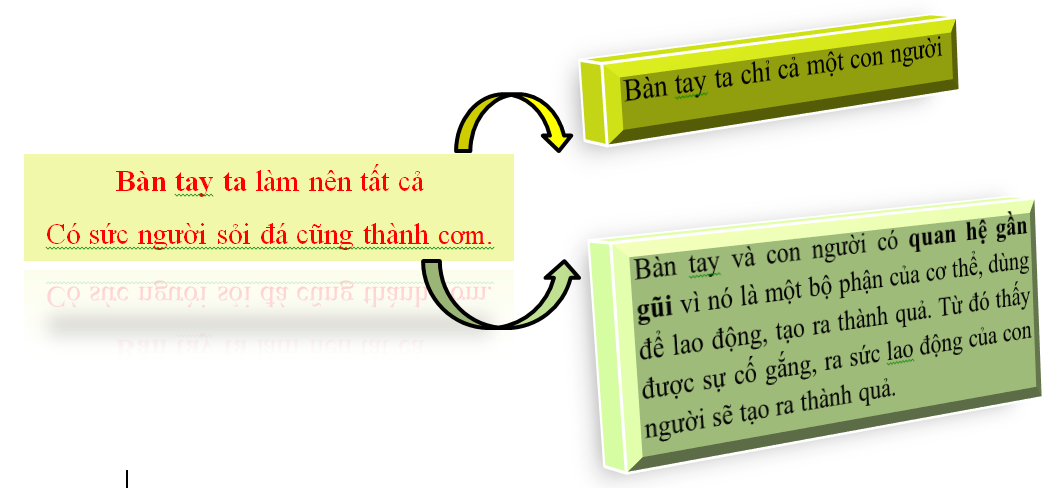 Bàn tay ta chỉ cả một con người
Bàn tay ta làm nên tất cả
Có sức người sỏi đá cũng thành cơm.
Bàn tay và con người có quan hệ gần
gũi vì nó là một bộ phận của cơ thể, dùng
để lao động, tạo ra thành quả. Từ đó thấy
được sự cố gắng, ra sức lao động của con
người sẽ tạo ra thành quả.